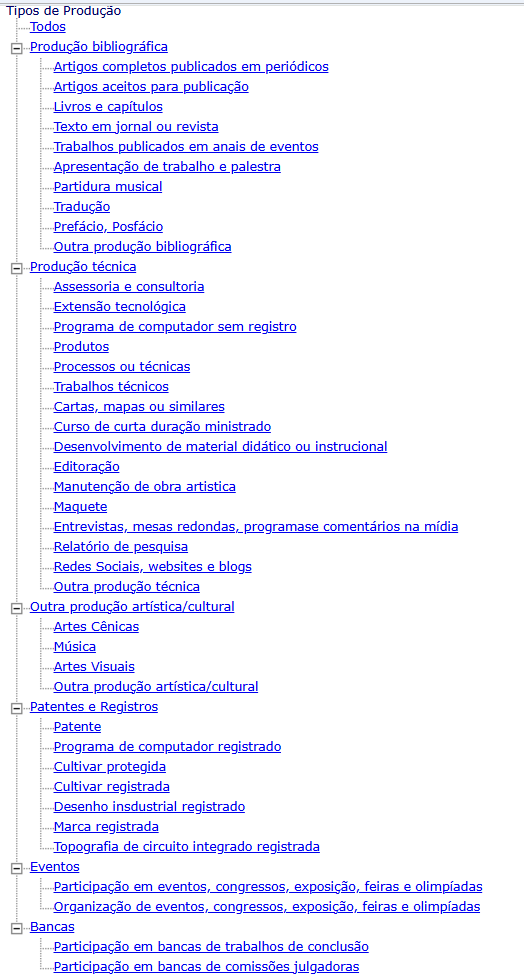 Tipos de Produção
Todos
Produção bibliográfica
Artigos completos publicados em periódicos
Artigos aceitos para publicação
Livros e capítulos
Texto em jornal ou revista
Trabalhos publicados em anais de eventos
Apresentação de trabalho e palestra
Partidura musical
Tradução
Prefácio, Posfácio
Outra produção bibliográfica
Produção técnica
Assessoria e consultoria
Extensão tecnológica
Programa de computador sem registro
Produtos
Processos ou técnicas
Trabalhos técnicos
Cartas, mapas ou similares
Curso de curta duração ministrado
Desenvolvimento de material didático ou instrucional
Editoração
Manutenção de obra artistica
Maquete
Entrevistas, mesas redondas, programase comentários na mídia
Relatório de pesquisa
Redes Sociais, websites e blogs
Outra produção técnica
Outra produção artística/cultural
Artes Cênicas
Música
Artes Visuais
Outra produção artística/cultural
Patentes e Registros
Patente
Programa de computador registrado
Cultivar protegida
Cultivar registrada
Desenho insdustrial registrado
Marca registrada
Topografia de circuito integrado registrada
Eventos
Participação em eventos, congressos, exposição, feiras e olimpíadas
Organização de eventos, congressos, exposição, feiras e olimpíadas
Bancas
Participação em bancas de trabalhos de conclusão
Participação em bancas de comissões julgadoras